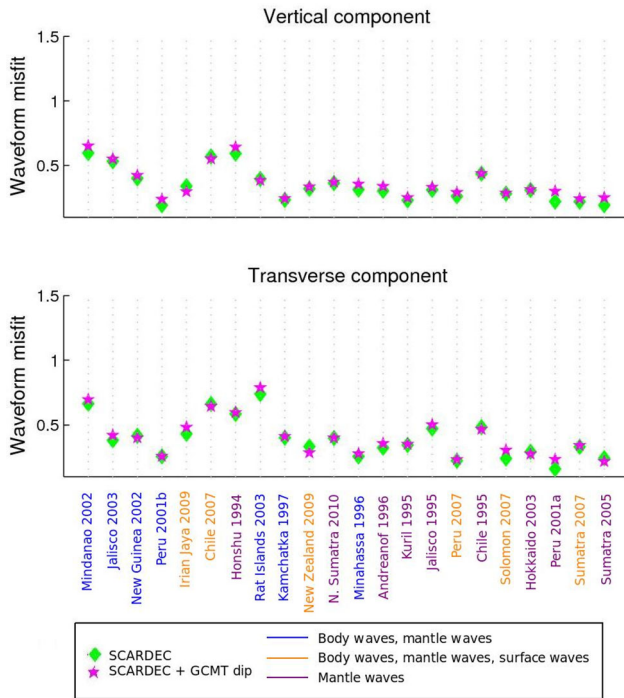 Vertical component
1.5
1
0.5
Waveform misfit
Transverse component
1.5
1
0.5
Waveform misfit
Mindanao 2002
Jalisco 2003
New Guinea 2002
Peru 2001b
Irian Jaya 2009
Chile 2007
Honshu 1994
Rat Islands 2003
Kamchatka 1997
New Zealand 2009
N. Sumatra 2010
Minahassa 1996
Andreanof 1996
Kuril 1995
Jalisco 1995
Peru 2007
Chile 1995
Solomon 2007
Hokkaido 2003
Peru 2001a
Sumatra 2007
Sumatra 2005
SCARDEC
SCARDEC + GCMT dip
Body waves, mantle waves
Body waves, mantle waves, surface waves
Mantle waves